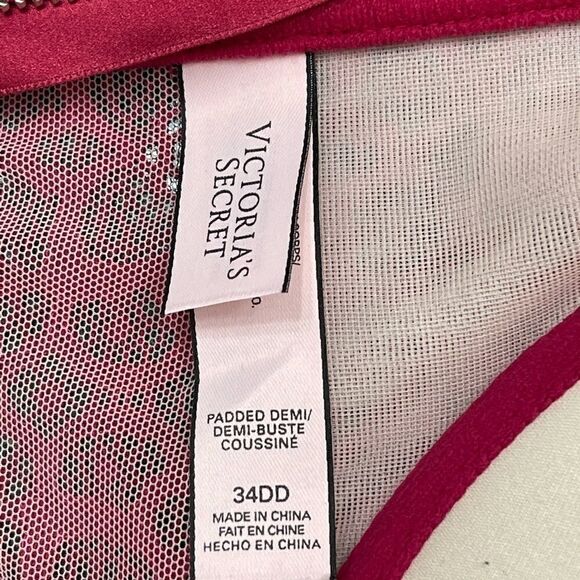 VICTORIA'S
SECRET
PADDED DEMI/
DEMI-BUSTE
COUSSINÉ
34DD
MADE IN CHINA
FAIT EN CHINE
HECHO EN CHINA